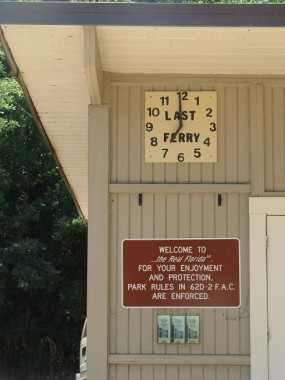 11 12 1
10 LAST 2
9 3
8 FERRY 4
7 6 5
WELCOME TO
...the Real Florida℠
FOR YOUR ENJOYMENT
AND PROTECTION,
PARK RULES IN 62D-2 F.A.C.
ARE ENFORCED.